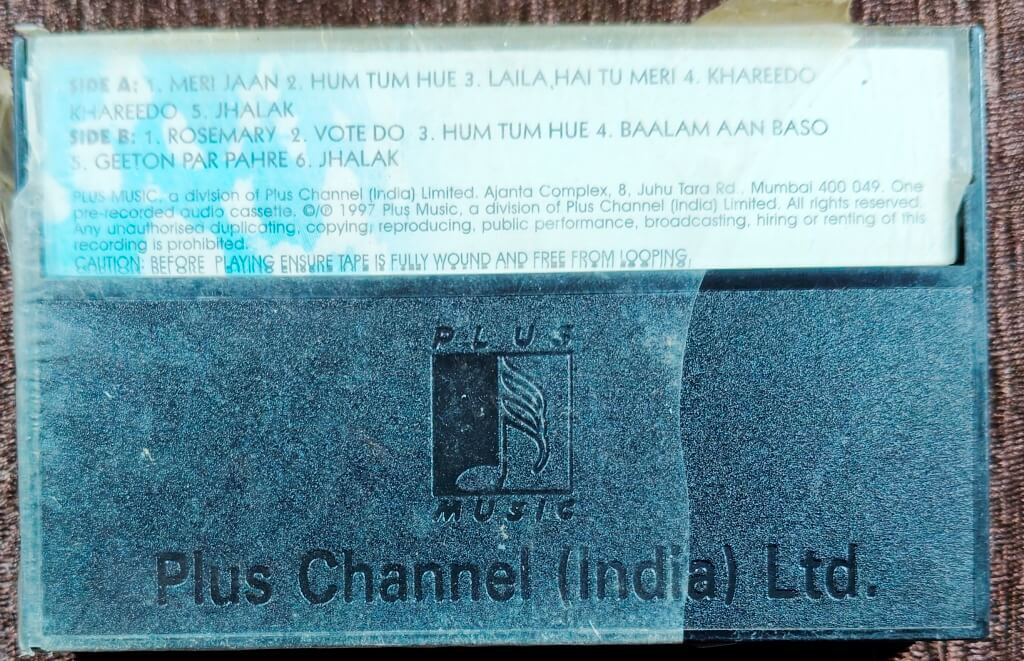 SIDE A: 1. MERI JAAN 2. HUM TUM HUE 3. LAILA HAI TU MERI 4. KHAREEDO
KHAREEDO 5. JHALAK
SIDE B: 1. ROSEMARY 2. VOTE DO 3. HUM TUM HUE 4. BAALAM AAN BASO
5. GEETON PAR PAHRE 6. JHALAK
PLUS MUSIC, a division of Plus Channel (India) Limited. Ajanta Complex, 8, Juhu Tara Rd., Mumbai 400 049. One
pre-recorded audio cassette. ©/℗ 1997 Plus Music, a division of Plus Channel (India) Limited. All rights reserved.
Any unauthorised duplicating, copying, reproducing, public performance, broadcasting, hiring or renting of this
recording is prohibited.
CAUTION: BEFORE PLAYING ENSURE TAPE IS FULLY WOUND AND FREE FROM LOOPING.
PLUS
MUSIC
Plus Channel (India) Ltd.